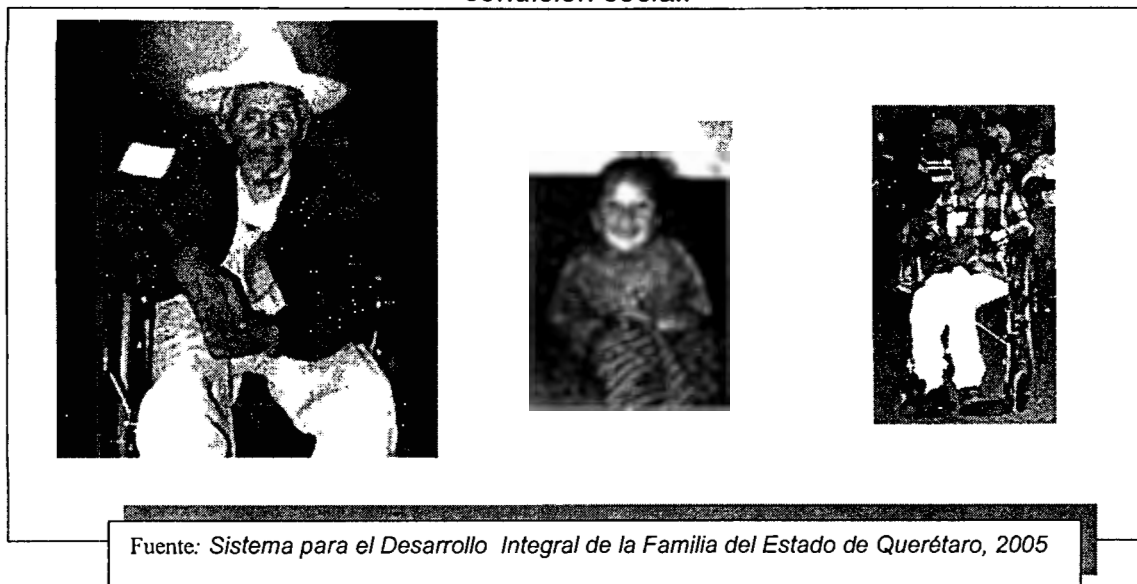 condición social.
Fuente: Sistema para el Desarrollo Integral de la Familia del Estado de Querétaro, 2005